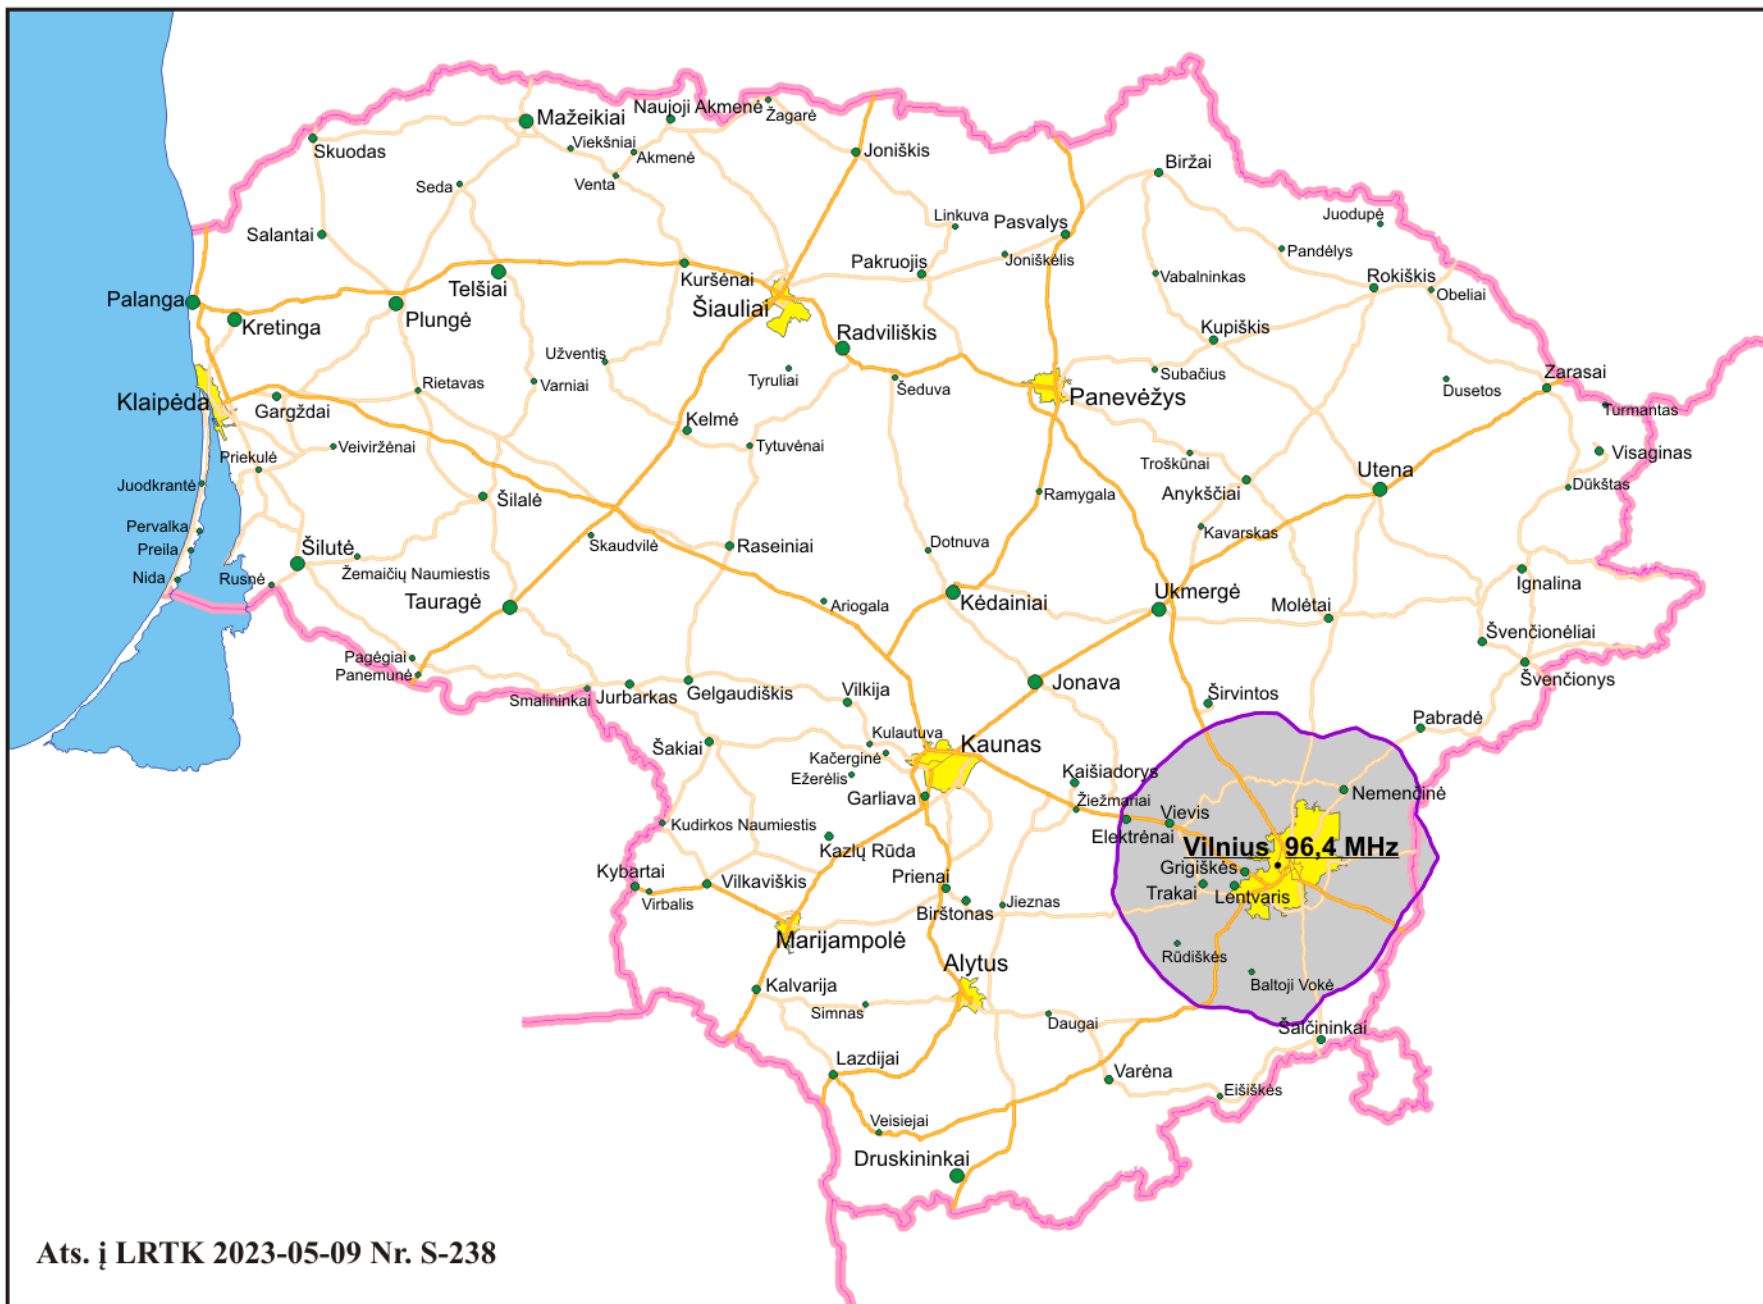 Mažeikiai
Naujoji Akmenė
Žagarė
Skuodas
Viekšniai
Akmenė
Joniškis
Biržai
Seda
Venta
Linkuva
Pasvalys
Juodupė
Salantai
Pandėlys
Telšiai
Kuršėnai
Pakruojis
Joniškėlis
Vabalninkas
Rokiškis
Obeliai
Palanga
Kretinga
Plungė
Šiauliai
Radviliškis
Kupiškis
Užventis
Varniai
Rietavas
Tyruliai
Šeduva
Subačius
Zarasai
Dusetos
Turmantas
Klaipėda
Gargždai
Panevėžys
Kelmė
Tytuvėnai
Veiviržėnai
Priekulė
Troškūnai
Visaginas
Utena
Juodkrantė
Šilalė
Ramygala
Anykščiai
Dūkštas
Pervalka
Kavarskas
Preila
Šilutė
Skaudvilė
Raseiniai
Dotnuva
Nida
Rusnė
Žemaičių Naumiestis
Ignalina
Tauragė
Ariogala
Kėdainiai
Ukmergė
Molėtai
Švenčionėliai
Pagėgiai
Panemunė
Švenčionys
Smalininkai
Jurbarkas
Gelgaudiškis
Vilkija
Jonava
Širvintos
Pabradė
Šakiai
Kulautuva
Kačerginė
Kaunas
Ežerėlis
Kaišiadorys
Garliava
Žiežmariai
Nemenčinė
Vievis
Elektrėnai
Kudirkos Naumiestis
Kazlų Rūda
Vilnius 96,4 MHz
Kybartai
Virbalis
Vilkaviškis
Prienai
Grigiškės
Trakai
Lentvaris
Birštonas
Jieznas
Marijampolė
Rūdiškės
Alytus
Baltoji Vokė
Kalvarija
Simnas
Daugai
Šalčininkai
Lazdijai
Varėna
Eišiškės
Veisiejai
Druskininkai
Ats. į LRTK 2023-05-09 Nr. S-238